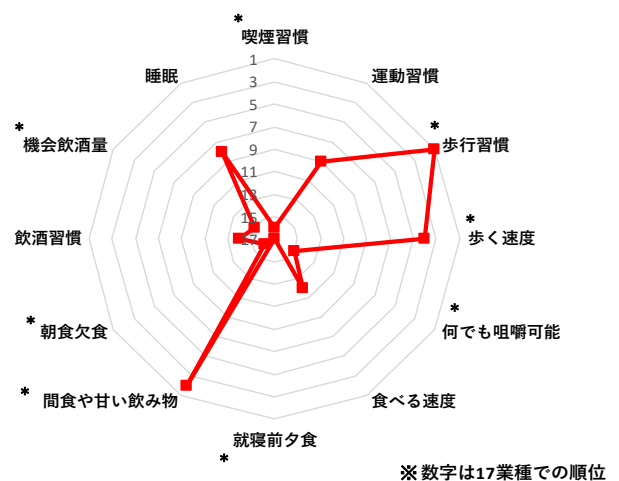 *
喫煙習慣
1
睡眠
運動習慣
3
5
*
機会飲酒量
7
*
歩行習慣
9
11
13
15
飲酒習慣
17
*
歩く速度
*
朝食欠食
*
何でも咀嚼可能
*
間食や甘い飲み物
食べる速度
就寝前夕食
*
※数字は17業種での順位